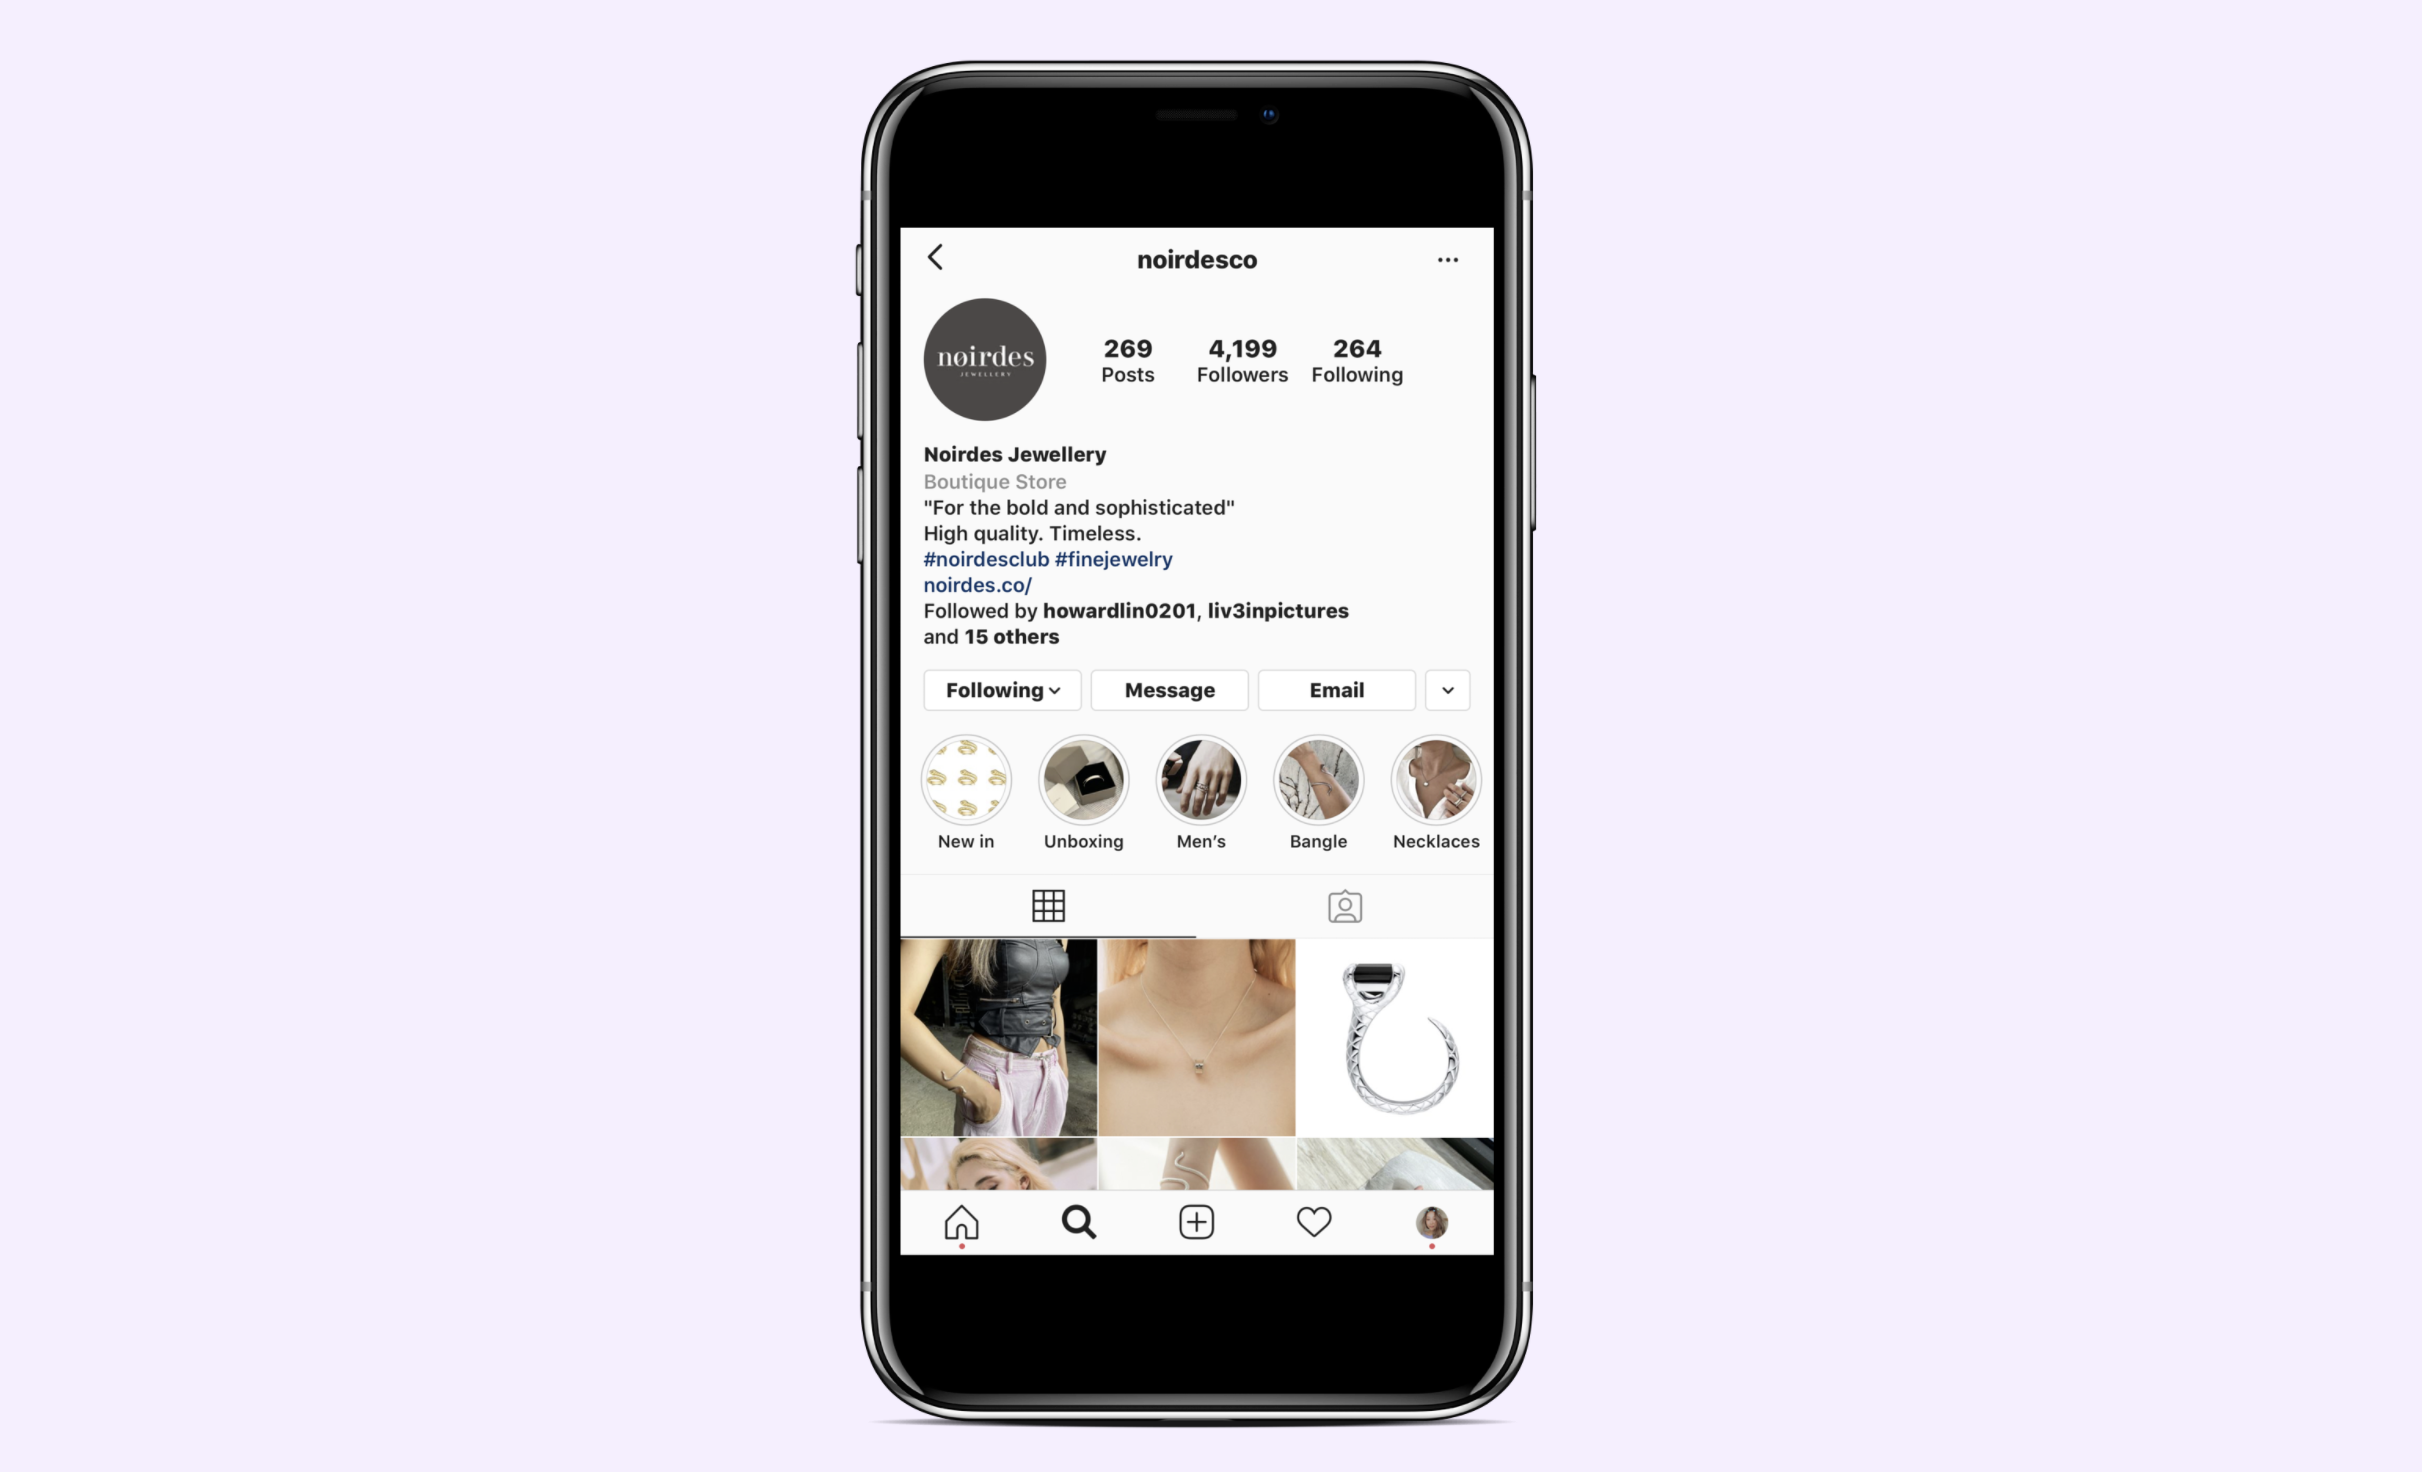 noirdesco
...
nøirdes
JEWELLERY
269 4,199 264
Posts Followers Following
Noirdes Jewellery
Boutique Store
"For the bold and sophisticated"
High quality. Timeless.
#noirdesclub #finejewelry
noirdes.co/
Followed by howardlin0201, liv3inpictures
and 15 others
Following Message Email
New in Unboxing Men’s Bangle Necklaces